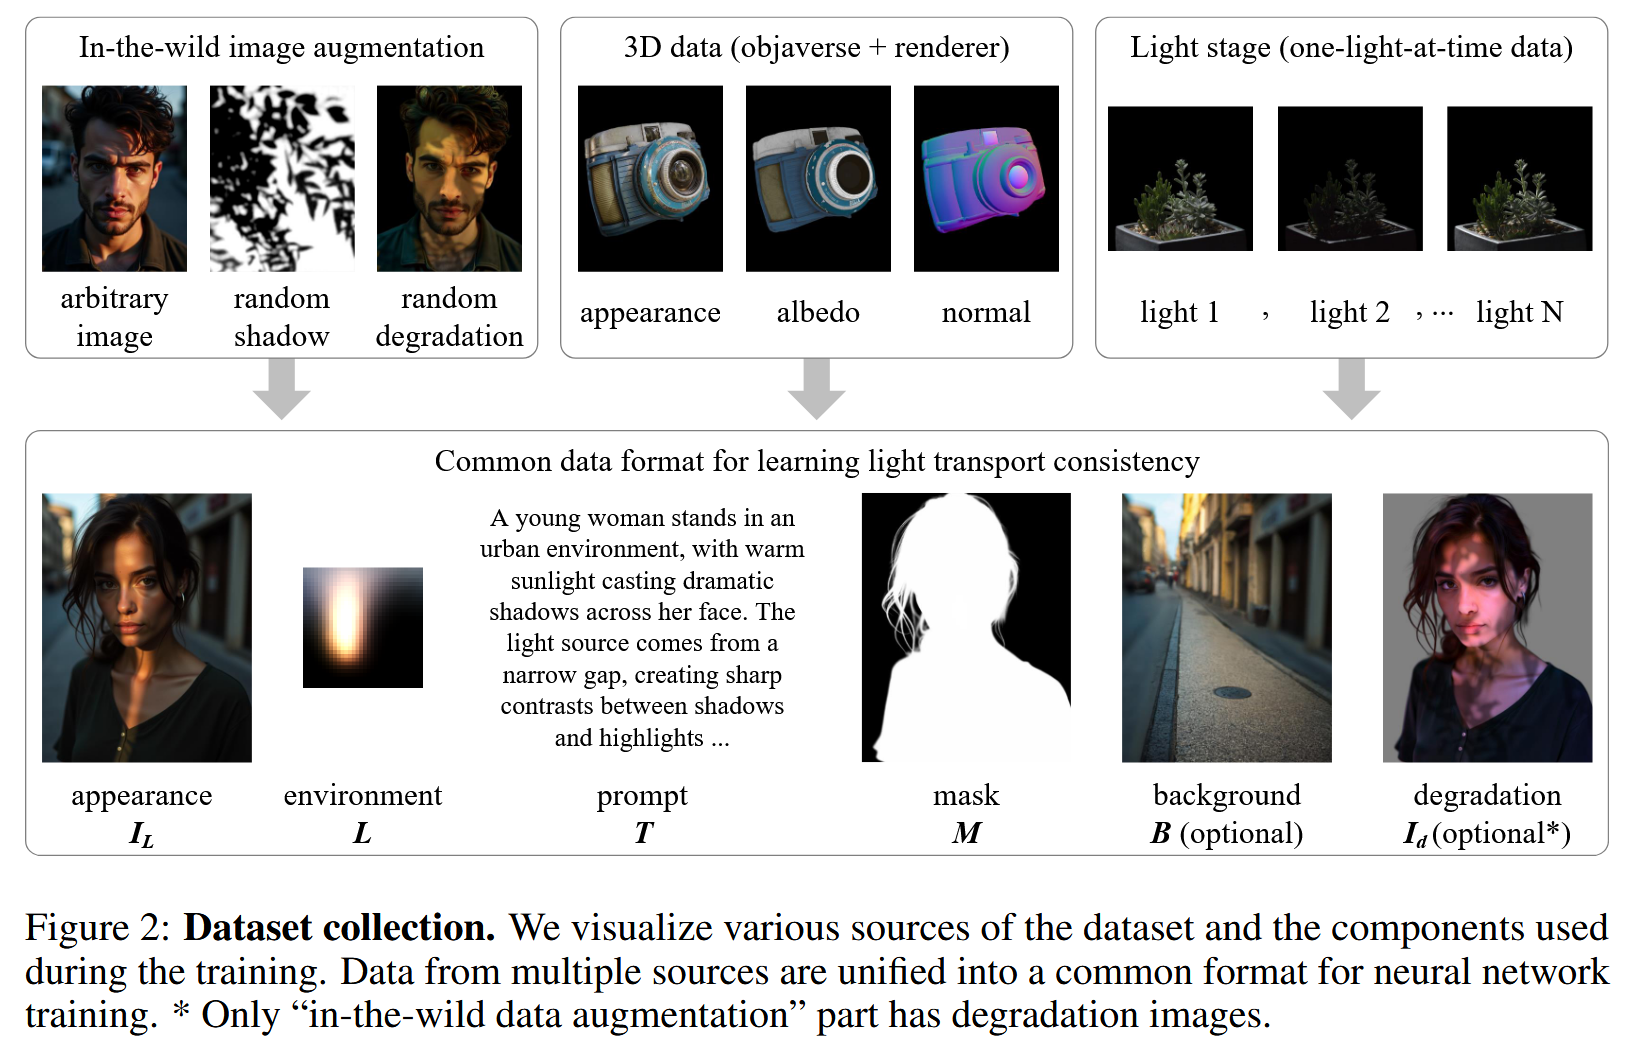 In-the-wild image augmentation
arbitrary
image
random
shadow
random
degradation
3D data (objaverse + renderer)
appearance
albedo
normal
Light stage (one-light-at-time data)
light 1 , light 2 , ... light N
Common data format for learning light transport consistency
A young woman stands in an
urban environment, with warm
sunlight casting dramatic
shadows across her face. The
light source comes from a
narrow gap, creating sharp
contrasts between shadows
and highlights ...
appearance
I_L
environment
L
prompt
T
mask
M
background
B (optional)
degradation
I_d (optional*)
Figure 2: Dataset collection. We visualize various sources of the dataset and the components used
during the training. Data from multiple sources are unified into a common format for neural network
training. * Only “in-the-wild data augmentation” part has degradation images.